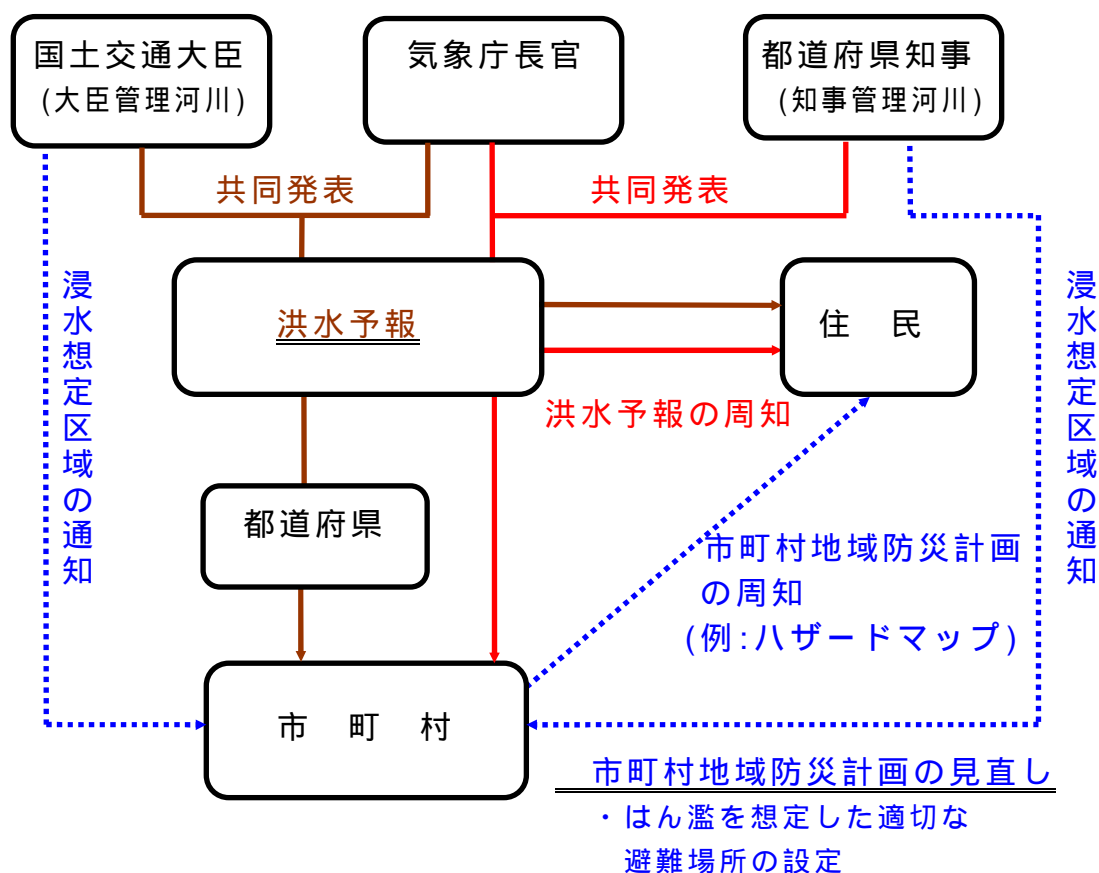 国土交通大臣
(大臣管理河川)
気象庁長官
都道府県知事
(知事管理河川)
共同発表
共同発表
浸水想定区域の通知
洪水予報
住 民
浸水想定区域の通知
洪水予報の周知
都道府県
市町村地域防災計画
の周知
(例:ハザードマップ)
市 町 村
市町村地域防災計画の見直し
・はん濫を想定した適切な
避難場所の設定